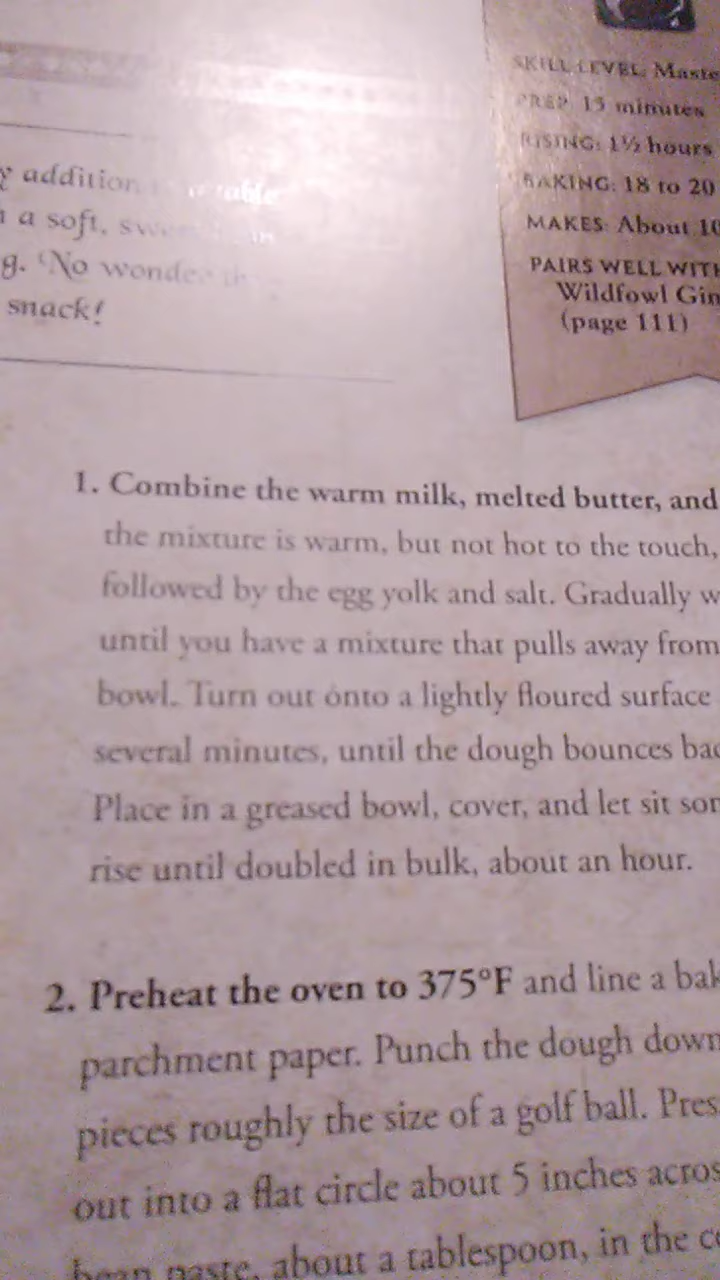 addition
a soft,
g. No wonder
snack!
SKILL LEVEL: Maste
PREP: 15 minutes
RISING: 1½ hours
BAKING: 18 to 20
MAKES: About 10
PAIRS WELL WITH
Wildfowl Gin
(page 111)
1. Combine the warm milk, melted butter, and
the mixture is warm, but not hot to the touch,
followed by the egg yolk and salt. Gradually w
until you have a mixture that pulls away from
bowl. Turn out onto a lightly floured surface
several minutes, until the dough bounces bac
Place in a greased bowl, cover, and let sit som
rise until doubled in bulk, about an hour.
2. Preheat the oven to 375°F and line a bak
parchment paper. Punch the dough down
pieces roughly the size of a golf ball. Pres
out into a flat circle about 5 inches acros
bean paste, about a tablespoon, in the ce